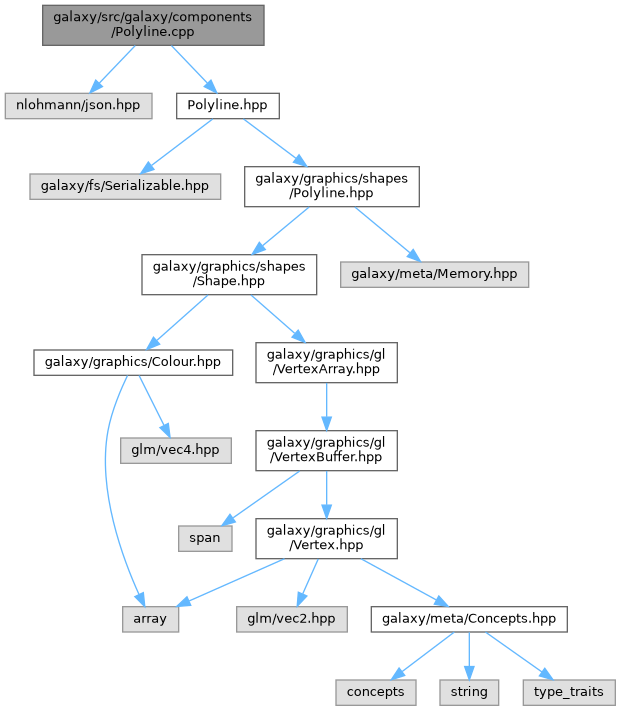 galaxy/src/galaxy/components
/Polyline.cpp
nlohmann/json.hpp
Polyline.hpp
galaxy/fs/Serializable.hpp
galaxy/graphics/shapes
/Polyline.hpp
galaxy/graphics/shapes
/Shape.hpp
galaxy/meta/Memory.hpp
galaxy/graphics/Colour.hpp
galaxy/graphics/gl
/VertexArray.hpp
glm/vec4.hpp
galaxy/graphics/gl
/VertexBuffer.hpp
span
galaxy/graphics/gl
/Vertex.hpp
array
glm/vec2.hpp
galaxy/meta/Concepts.hpp
concepts
string
type_traits